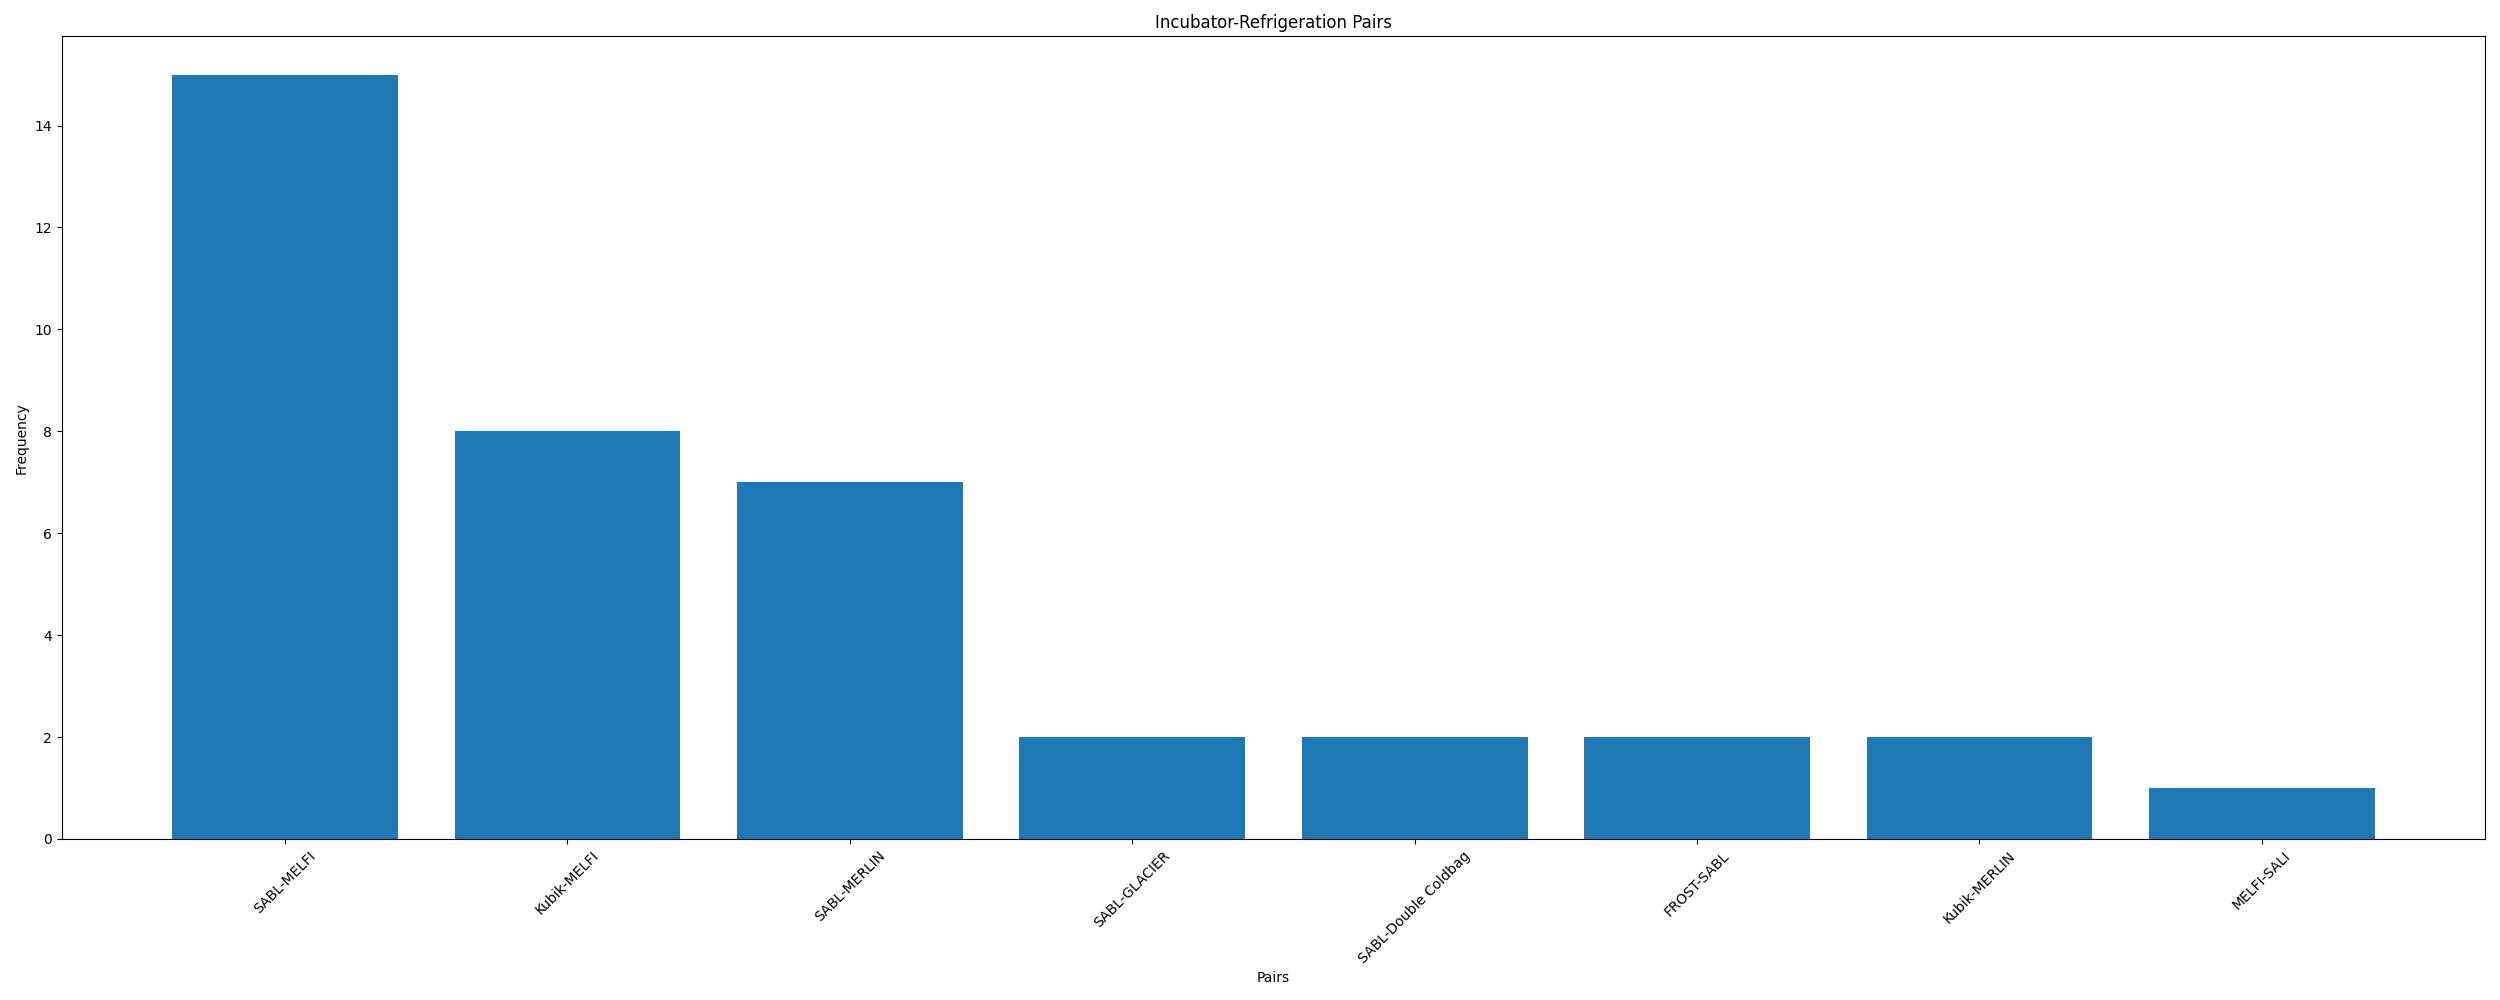 Incubator-Refrigeration Pairs
Frequency
14
12
10
8
6
4
2
0
SABL-MELFI
Kubik-MELFI
SABL-MERLIN
SABL-GLACIER
SABL-Double Coldbag
FROST-SABL
Kubik-MERLIN
MELFI-SALI
Pairs